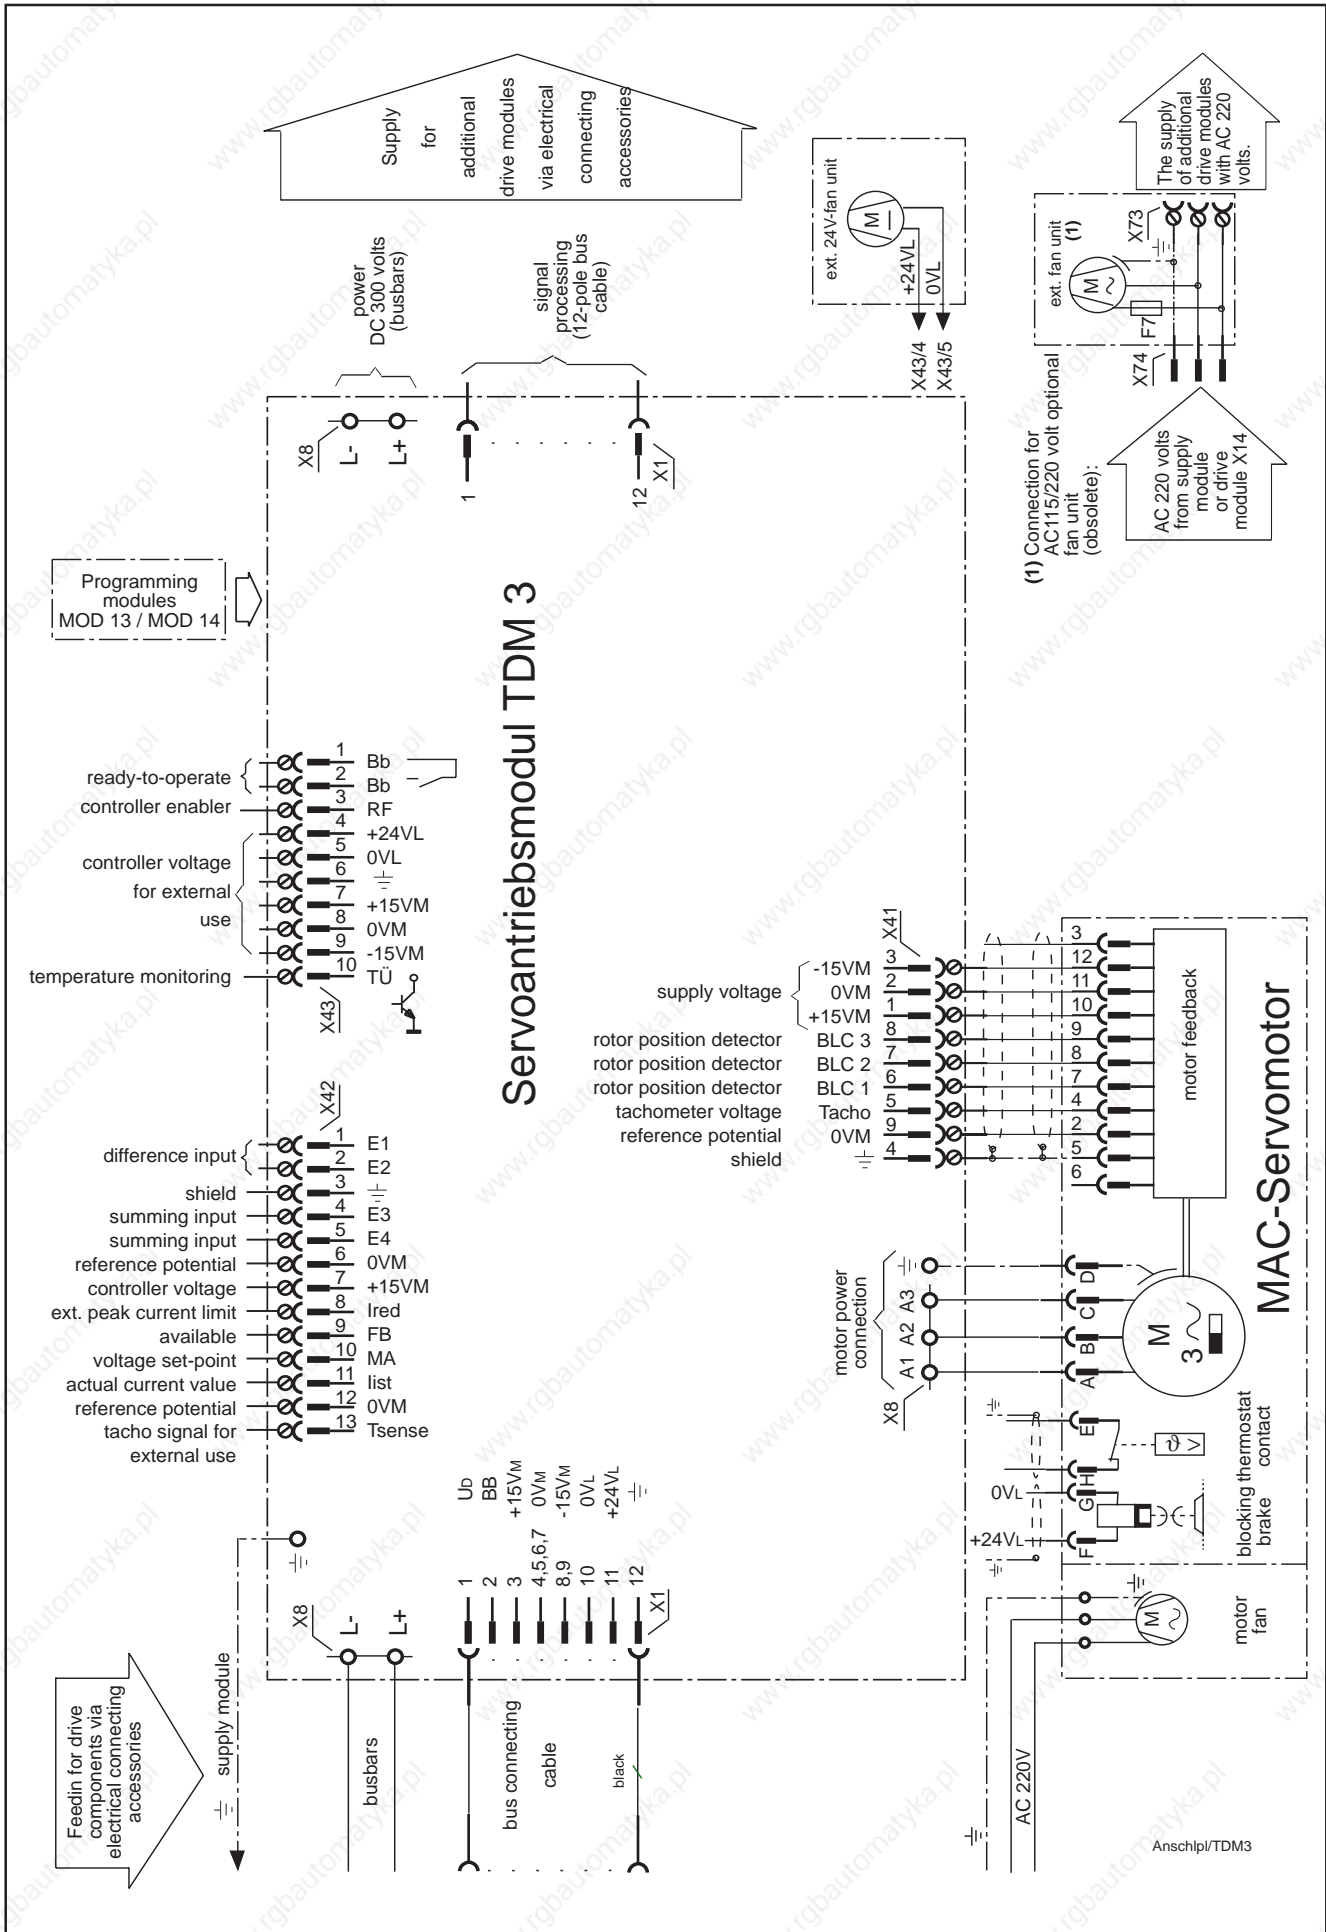 Supply
for
additional
drive modules
via electrical
connecting
accessories
The supply
of additional
drive modules
with AC 220
volts.
ext. 24V-fan unit
M
+24VL
0VL
X43/4
X43/5
ext. fan unit
(1)
X73
M
F7
X74
(1) Connection for
AC115/220 volt optional
fan unit
(obsolete):
AC 220 volts
from supply
module
or drive
module X14
power
DC 300 volts
(busbars)
signal
processing
(12-pole bus
cable)
X8
L-
L+
1
12
X1
Programming
modules
MOD 13 / MOD 14
Servoantriebsmodul TDM 3
ready-to-operate
1 Bb
2 Bb
controller enabler 3 RF
controller voltage
for external
use
4 +24VL
5 0VL
6
7 +15VM
8 0VM
9 -15VM
temperature monitoring 10 TÜ
X43
X42
difference input
1 E1
2 E2
shield 3
summing input 4 E3
summing input 5 E4
reference potential 6 0VM
controller voltage 7 +15VM
ext. peak current limit 8 Ired
available 9 FB
voltage set-point 10 MA
actual current value 11 list
reference potential 12 0VM
tacho signal for 13 Tsense
external use
X41
supply voltage
-15VM 3
0VM 2
+15VM 1
rotor position detector BLC 3 8
rotor position detector BLC 2 7
rotor position detector BLC 1 6
tachometer voltage Tacho 5
reference potential 0VM 9
shield 4
3
12
11
10
9
8
7
4
2
5
6
motor feedback
MAC-Servomotor
motor power
connection
X8
A1
A2
A3
A
B
C
D
M
3
E
H
G
F
0VL
+24VL
ϑ
V
blocking thermostat
brake contact
M
motor
fan
AC 220V
UD
BB
+15VM
0VM
-15VM
0VL
+24VL
1
2
3
4,5,6,7
8,9
10
11
12
X1
X8
L-
L+
supply module
Feedin for drive
components via
electrical connecting
accessories
busbars
bus connecting
cable
black
Anschlpl/TDM3
www.rgbautomatyka.pl